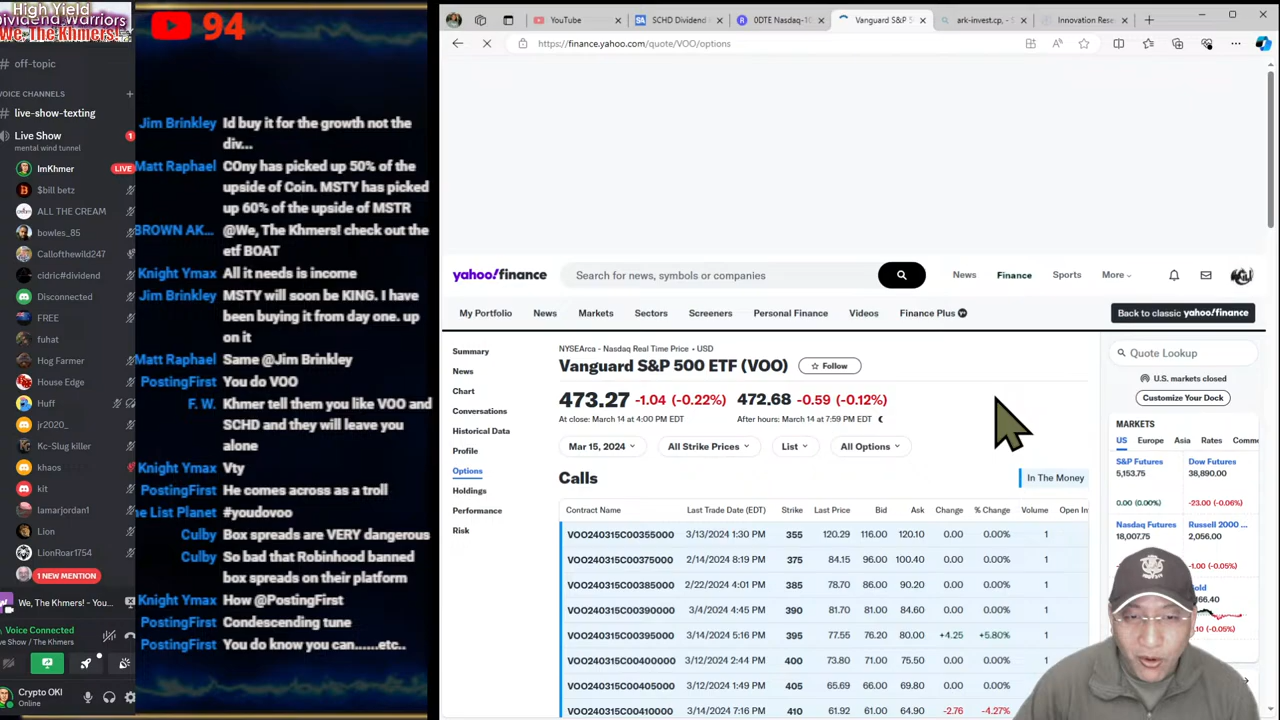 High Yield
Dividend Warriors
We, The Khmers!
# off-topic
VOICE CHANNELS
# live-show-texting
Live Show 1
mental wind tunnel
ImKhmer LIVE
$bill betz
ALL THE CREAM
bowles_85
Callofthewild247
cidric#dividend
Disconnected
FREE
fuhat
Hog Farmer
House Edge
Huff
jr2020_
Kc-Slug killer
khaos
kit
lamarjordan1
Lion
LionRoar1754
1 NEW MENTION
We, The Khmer! - You...
Voice Connected
ve Show / The Khmers
Crypto OKI
Online
94
Jim Brinkley Id buy it for the growth not the
div...
Matt Raphael COny has picked up 50% of the
upside of Coin. MSTY has picked
up 60% of the upside of MSTR
BROWN AK... @We, The Khmers! check out the
etf BOAT
Knight Ymax All it needs is income
Jim Brinkley MSTY will soon be KING. I have
been buying it from day one. up
on it
Matt Raphael Same @Jim Brinkley
PostingFirst You do VOO
F. W. Khmer tell them you like VOO and
SCHD and they will leave you
alone
Knight Ymax Vty
PostingFirst He comes across as a troll
he List Planet #youdovoo
Culby Box spreads are VERY dangerous
Culby So bad that Robinhood banned
box spreads on their platform
Knight Ymax How @PostingFirst
PostingFirst Condescending tune
PostingFirst You do know you can......etc..
YouTube
SA SCHD Dividend
0DTE Nasdaq-10
Vanguard S&P 5
ark-invest.cp, - S
Innovation Rese
https://finance.yahoo.com/quote/VOO/options
yahoo!finance
Search for news, symbols or companies
News Finance Sports More
My Portfolio News Markets Sectors Screeners Personal Finance Videos Finance Plus
Back to classic yahoo!finance
Summary
News
Chart
Conversations
Historical Data
Profile
Options
Holdings
Performance
Risk
NYSEArca - Nasdaq Real Time Price • USD
Vanguard S&P 500 ETF (VOO) Follow
473.27 -1.04 (-0.22%) 472.68 -0.59 (-0.12%)
At close: March 14 at 4:00 PM EDT After hours: March 14 at 7:59 PM EDT
Mar 15, 2024 All Strike Prices List All Options
Calls In The Money
Contract Name Last Trade Date (EDT) Strike Last Price Bid Ask Change % Change Volume Open In
VOO240315C00355000 3/13/2024 1:30 PM 355 120.29 116.00 120.10 0.00 0.00% 1
VOO240315C00375000 2/14/2024 8:19 PM 375 84.15 96.00 100.40 0.00 0.00% 1
VOO240315C00385000 2/22/2024 4:01 PM 385 78.70 86.00 90.20 0.00 0.00% 1
VOO240315C00390000 3/4/2024 4:45 PM 390 81.70 81.00 84.60 0.00 0.00% 1
VOO240315C00395000 3/14 5:16 PM 395 77.55 76.20 80.00 +4.25 +5.80% 1
VOO240315C00400000 3/12 2:44 PM 400 73.80 71.00 75.50 0.00 0.00%
VOO240315C00405000 3/12 1:49 PM 405 65.69 66.00 69.80 0.00 0.00%
VOO240315C00410000 3/14 7:16 PM 410 61.92 61.00 64.90 -2.76 -4.27%
Quote Lookup
U.S. markets closed
Customize Your Dock
MARKETS
US Europe Asia Rates Comm
S&P Futures Dow Futures
5,153.75 38,890.00
0.00 (0.00%) -23.00 (-0.06%)
Nasdaq Futures Russell 2000 ...
18,007.75 2,056.00
-1.00 (-0.05%)